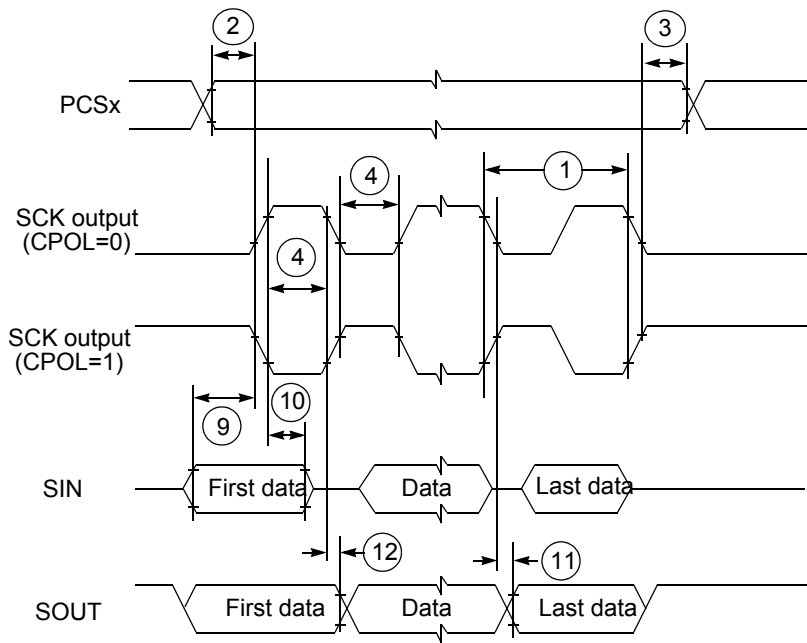 2
3
PCSx
4
1
SCK output
(CPOL=0)
4
SCK output
(CPOL=1)
9
10
SIN
First data
Data
Last data
12
11
SOUT
First data
Data
Last data